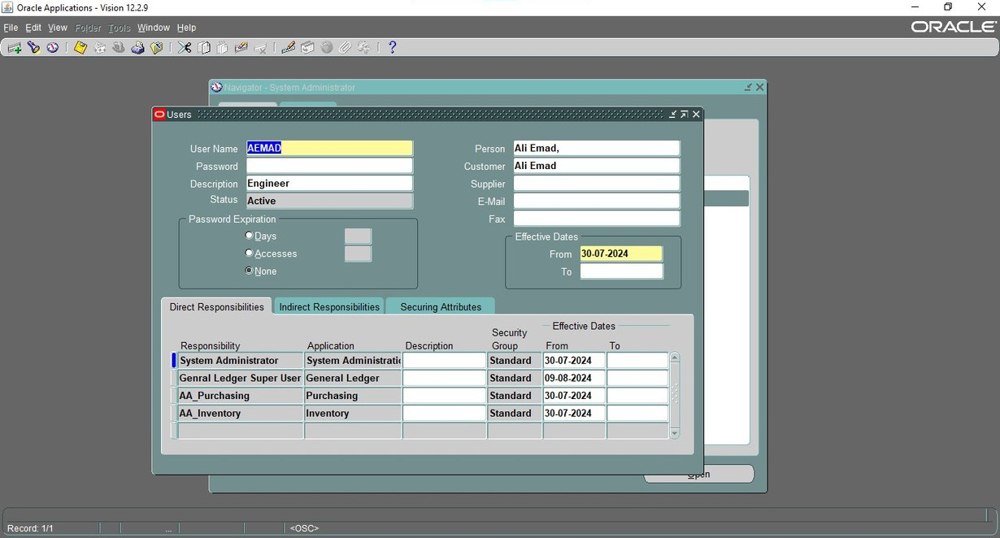 Oracle Applications - Vision 12.2.9
File Edit View Folder Tools Window Help
ORACLE
Navigator - System Administrator
Users
User Name AEMAD
Person Ali Emad,
Password
Customer Ali Emad
Description Engineer
Supplier
Status Active
E-Mail
Fax
Password Expiration
Days
Accesses
None
Effective Dates
From 30-07-2024
To
Direct Responsibilities Indirect Responsibilities Securing Attributes
Effective Dates
Security
Responsibility Application Description Group From To
System Administrator System Administratio Standard 30-07-2024
Genral Ledger Super User General Ledger Standard 09-08-2024
AA_Purchasing Purchasing Standard 30-07-2024
AA_Inventory Inventory Standard 30-07-2024
Open
Record: 1/1 ... <OSC>